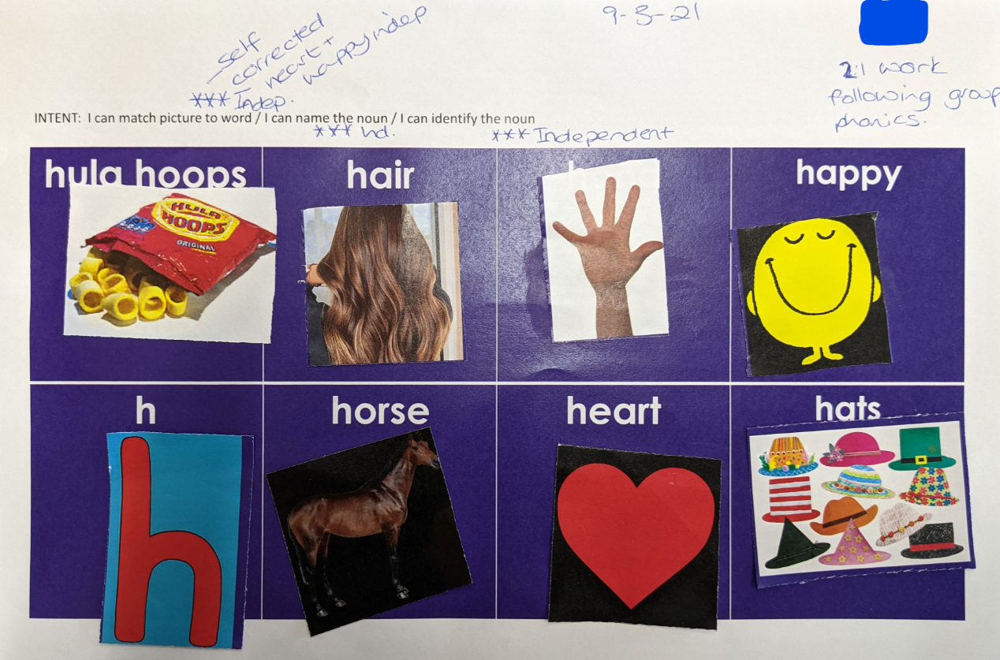 9-3-21
self
corrected
heart +
happy indep
*** Indep.
2:1 work
following group
phonics.
INTENT: I can match picture to word / I can name the noun / I can identify the noun
*** Ind.
*** Independent
hula hoops
hair
happy
HULA
HOOPS
ORIGINAL
h
horse
heart
hats
h